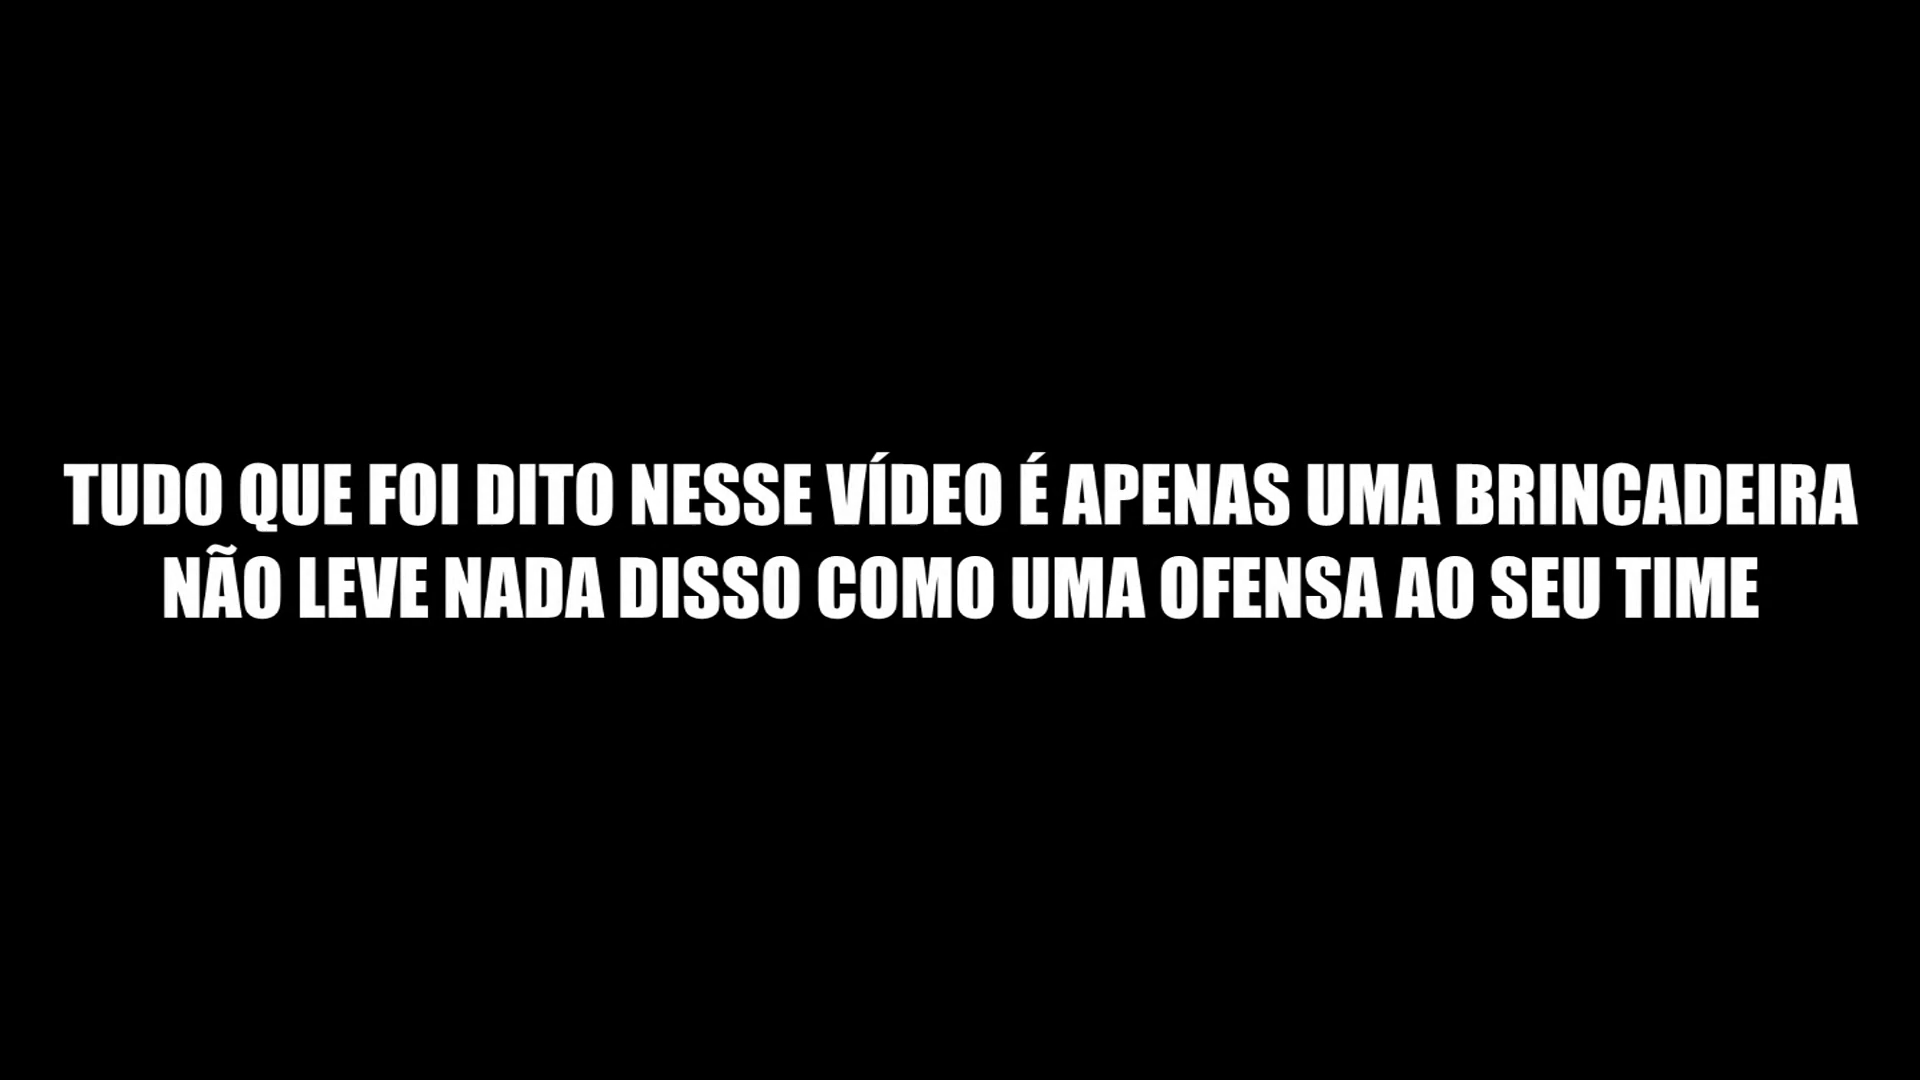 TUDO QUE FOI DITO NESSE VÍDEO É APENAS UMA BRINCADEIRA
NÃO LEVE NADA DISSO COMO UMA OFENSA AO SEU TIME